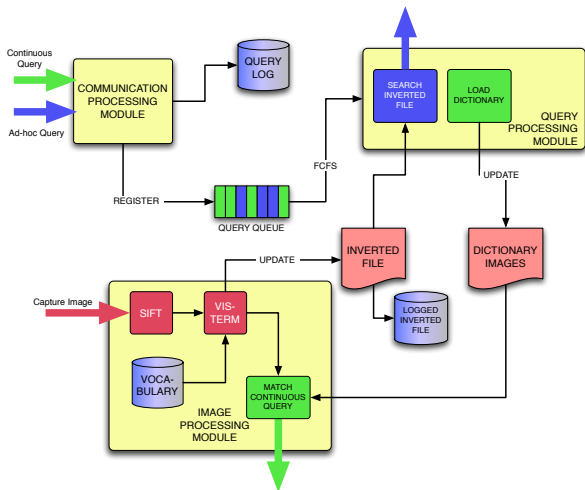 Continuous
Query
Ad-hoc Query
COMMUNICATION
PROCESSING
MODULE
QUERY
LOG
SEARCH
INVERTED
FILE
LOAD
DICTIONARY
QUERY
PROCESSING
MODULE
FCFS
REGISTER
QUERY QUEUE
UPDATE
UPDATE
INVERTED
FILE
DICTIONARY
IMAGES
LOGGED
INVERTED
FILE
Capture Image
SIFT
VIS-
TERM
VOCA-
BULARY
MATCH
CONTINUOUS
QUERY
IMAGE
PROCESSING
MODULE